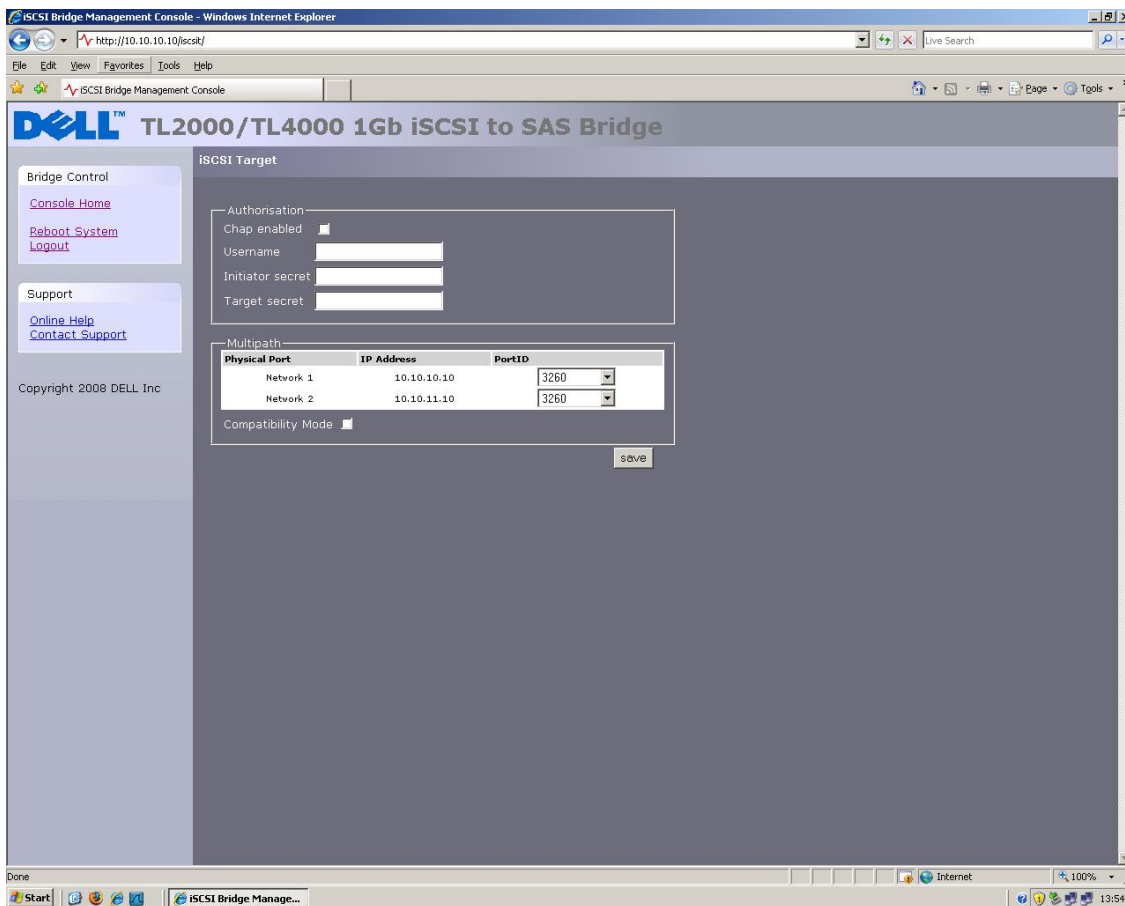 iSCSI Bridge Management Console - Windows Internet Explorer
http://10.10.10.10/iscsit/
Live Search
File Edit View Favorites Tools Help
iSCSI Bridge Management Console
Page Tools
DELL™ TL2000/TL4000 1Gb iSCSI to SAS Bridge
iSCSI Target
Bridge Control
Console Home
Reboot System
Logout
Support
Online Help
Contact Support
Copyright 2008 DELL Inc
Authorisation
Chap enabled
Username
Initiator secret
Target secret
Multipath
Physical Port IP Address PortID
Network 1 10.10.10.10 3260
Network 2 10.10.11.10 3260
Compatibility Mode
save
Done
Internet
100%
Start
iSCSI Bridge Manage...
13:54